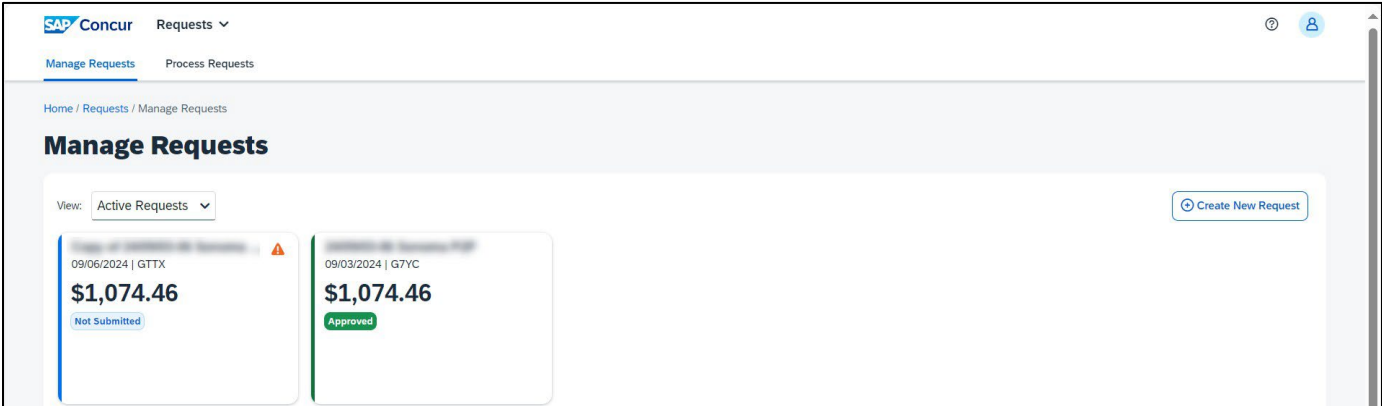 SAP Concur Requests
Manage Requests Process Requests
Home / Requests / Manage Requests
Manage Requests
View: Active Requests
Create New Request
09/06/2024 | GTTX
$1,074.46
Not Submitted
09/03/2024 | G7YC
$1,074.46
Approved